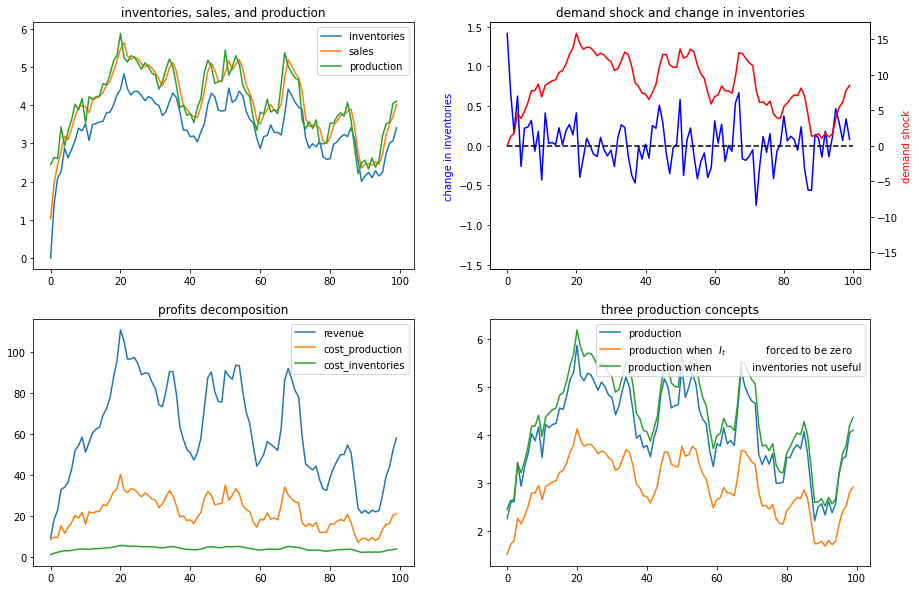 inventories, sales, and production
inventories
sales
production
6
5
4
3
2
1
0
0 20 40 60 80 100
demand shock and change in inventories
change in inventories
1.5
1.0
0.5
0.0
−0.5
−1.0
−1.5
15
10
5
0
−5
−10
−15
demand shock
0 20 40 60 80 100
profits decomposition
revenue
cost_production
cost_inventories
100
80
60
40
20
0
0 20 40 60 80 100
three production concepts
production
production when I_t forced to be zero
production when inventories not useful
6
5
4
3
2
0 20 40 60 80 100